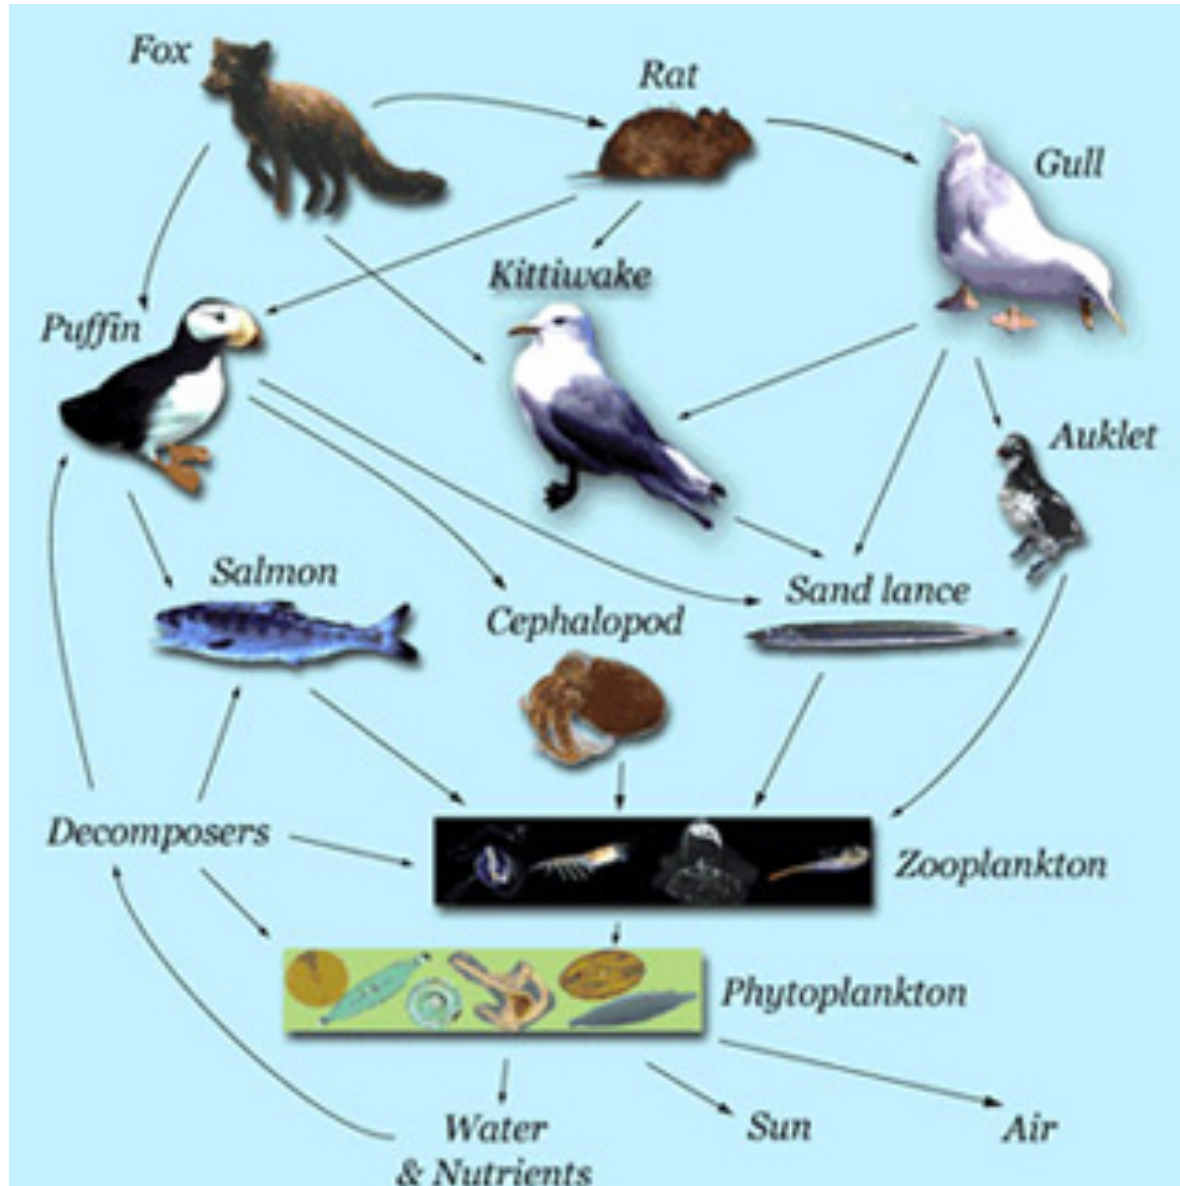 Fox
Rat
Gull
Kittiwake
Puffin
Auklet
Salmon
Sand lance
Cephalopod
Decomposers
Zooplankton
Phytoplankton
Water
& Nutrients
Sun
Air